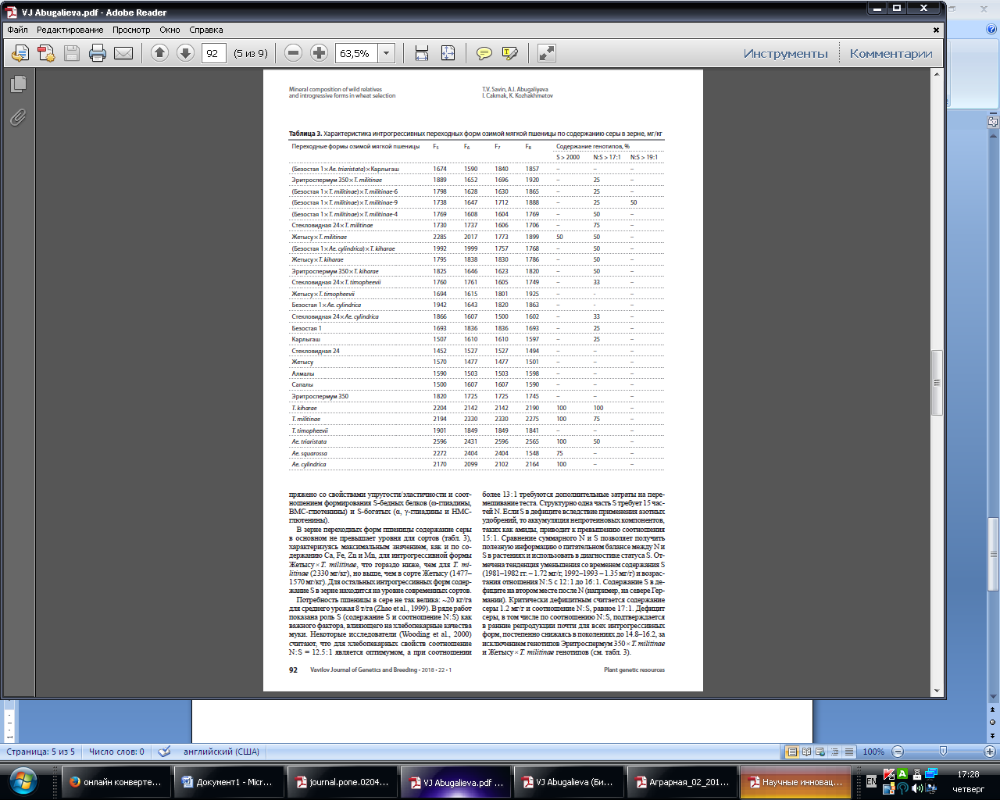 VJ Abugalieva.pdf - Adobe Reader
Файл Редактирование Просмотр Окно Справка
92 (5 из 9) 63,5% Инструменты Комментарии
Mineral composition of wild relatives
and introgressive forms in wheat selection
T.V. Savin, A.I. Abugaliyeva
I. Cakmak, K. Kozhakhmetov
Таблица 3. Характеристика интрогрессивных переходных форм озимой мягкой пшеницы по содержанию серы в зерне, мг/кг
Переходные формы озимой мягкой пшеницы F5 F6 F7 F8 Содержание генотипов, %
S > 2000 N:S > 17:1 N:S > 19:1
(Безостая 1×Ae. triaristata)×Карлыгаш 1674 1590 1840 1857 – – –
Эритроспермум 350×T. militinae 1889 1652 1696 1920 – 25 –
(Безостая 1×T. militinae)×T. militinae-6 1798 1628 1630 1865 – 25 –
(Безостая 1×T. militinae)×T. militinae-9 1738 1647 1712 1888 – 25 50
(Безостая 1×T. militinae)×T. militinae-4 1769 1608 1604 1769 – 50 –
Стекловидная 24×T. militinae 1730 1737 1606 1706 – 75 –
Жетысу×T. militinae 2285 2017 1773 1899 50 50 –
(Безостая 1×Ae. cylindrica)×T. kiharae 1992 1999 1757 1768 – 50 –
Жетысу×T. kiharae 1795 1838 1830 1786 – 50 –
Эритроспермум 350×T. kiharae 1825 1646 1623 1820 – 50 –
Стекловидная 24×T. timopheevii 1760 1761 1605 1749 – 33 –
Жетысу×T. timopheevii 1694 1615 1801 1925 – - –
Безостая 1×Ae. cylindrica 1942 1643 1820 1863 – - –
Стекловидная 24×Ae. cylindrica 1866 1607 1500 1602 – 33 –
Безостая 1 1693 1836 1836 1693 – 25 –
Карлыгаш 1507 1610 1610 1597 – 25 –
Стекловидная 24 1452 1527 1527 1494 – – –
Жетысу 1570 1477 1477 1501 – – –
Алмалы 1590 1503 1503 1598 – – –
Сапалы 1500 1607 1607 1590 – – –
Эритроспермум 350 1820 1725 1725 1745 – – –
T. kiharae 2204 2142 2142 2190 100 100 –
T. militinae 2194 2330 2330 2275 100 75 –
T. timopheevii 1901 1849 1849 1841 – – –
Ae. triaristata 2596 2431 2596 2565 100 50 –
Ae. squarossa 2272 2404 2404 1548 75 – –
Ae. cylindrica 2170 2099 2102 2164 100 – –
пряжено со свойствами упругости/эластичности и соот-
ношением формирования S-бедных белков (ω-глиадины,
ВМС-глютенины) и S-богатых (α, γ-глиадины и НМС-
глютенины).
В зерне переходных форм пшеницы содержание серы
в основном не превышает уровня для сортов (табл. 3),
характеризуясь максимальным значением, как и по со-
держанию Ca, Fe, Zn и Mn, для интрогрессивной формы
Жетысу × T. militinae, что гораздо ниже, чем для T. mi-
litinae (2330 мг/кг), но выше, чем в сорте Жетысу (1477–
1570 мг/кг). Для остальных интрогрессивных форм содер-
жание S в зерне находится на уровне современных сортов.
Потребность пшеницы в сере не так велика: ~20 кг/га
для среднего урожая 8 т/га (Zhao et al., 1999). В ряде работ
показана роль S (содержание S и соотношение N:S) как
важного фактора, влияющего на хлебопекарные качества
муки. Некоторые исследователи (Wooding et al., 2000)
считают, что для хлебопекарных свойств соотношение
N:S = 12.5:1 является оптимумом, а при соотношении
более 13:1 требуются дополнительные затраты на пере-
мешивание теста. Структурно одна часть S требует 15 час-
тей N. Если S в дефиците вследствие применения азотных
удобрений, то аккумуляция непротеиновых компонентов,
таких как амиды, приводит к превышению соотношения
15:1. Сравнение суммарного N и S позволяет получить
полезную информацию о питательном балансе между N и
S в растениях и использовать в диагностике статуса S. От-
мечена тенденция уменьшения со временем содержания S
(1981–1982 гг. – 1.72 мг/г, 1992–1993 – 1.35 мг/г) и возрас-
тания отношения N:S с 12:1 до 16:1. Содержание S в де-
фиците на втором месте после N (например, на севере Гер-
мании). Критически дефицитным считается содержание
серы 1.2 мг/г и соотношение N:S, равное 17:1. Дефицит
серы, в том числе по соотношению N:S, подтверждается
в ранние репродукции почти для всех интрогрессивных
форм, постепенно снижаясь в поколениях до 14.8–16.2, за
исключением генотипов Эритроспермум 350 × T. militinae
и Жетысу × T. militinae генотипов (см. табл. 3).
92 Vavilov Journal of Genetics and Breeding • 2018 • 22 • 1 Plant genetic resources
Страница: 5 из 5 Число слов: 0 английский (США) 100%
онлайн конверте... Документ1 - Micr... journal.pone.0204... VJ Abugalieva.pdf ... VJ Abugalieva (Би... Аграрная_02_201... Научные инновац... EN 17:28
четверг